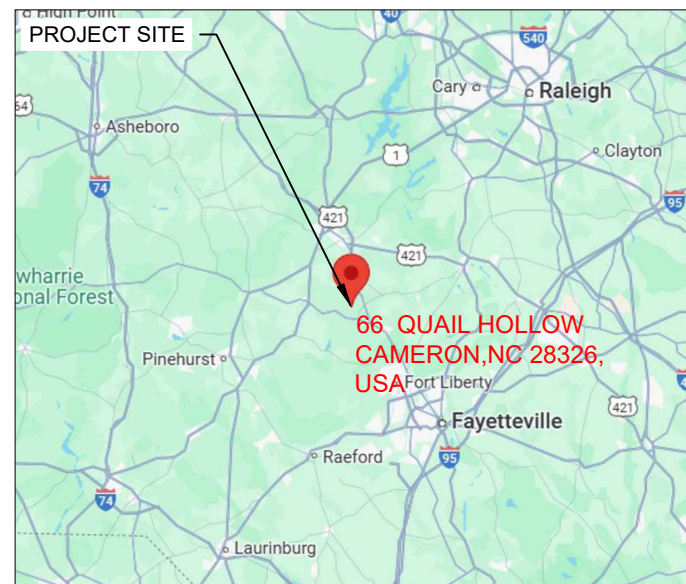 High Point
40
540
PROJECT SITE
Cary
Raleigh
64
Asheboro
1
Clayton
74
95
421
421
wharrie
onal Forest
66 QUAIL HOLLOW
CAMERON,NC 28326,
USA
Pinehurst
Fort Liberty
421
Fayetteville
Raeford
95
74
Laurinburg